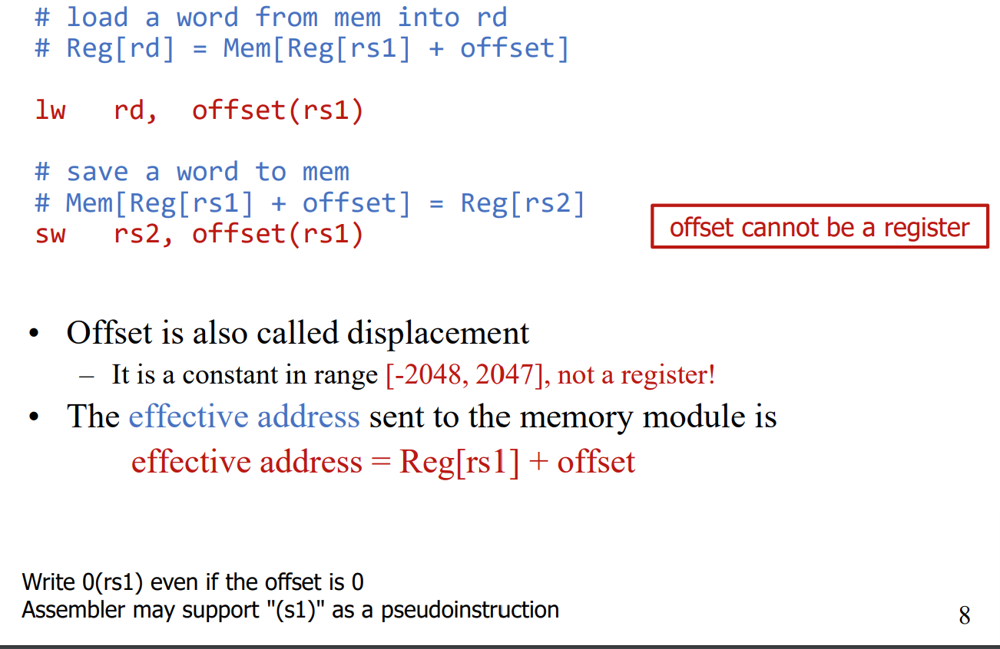 # load a word from mem into rd
# Reg[rd] = Mem[Reg[rs1] + offset]
lw   rd,  offset(rs1)
# save a word to mem
# Mem[Reg[rs1] + offset] = Reg[rs2]
sw   rs2, offset(rs1)
offset cannot be a register
• Offset is also called displacement
– It is a constant in range [-2048, 2047], not a register!
• The effective address sent to the memory module is
effective address = Reg[rs1] + offset
Write 0(rs1) even if the offset is 0
Assembler may support "(s1)" as a pseudoinstruction
8